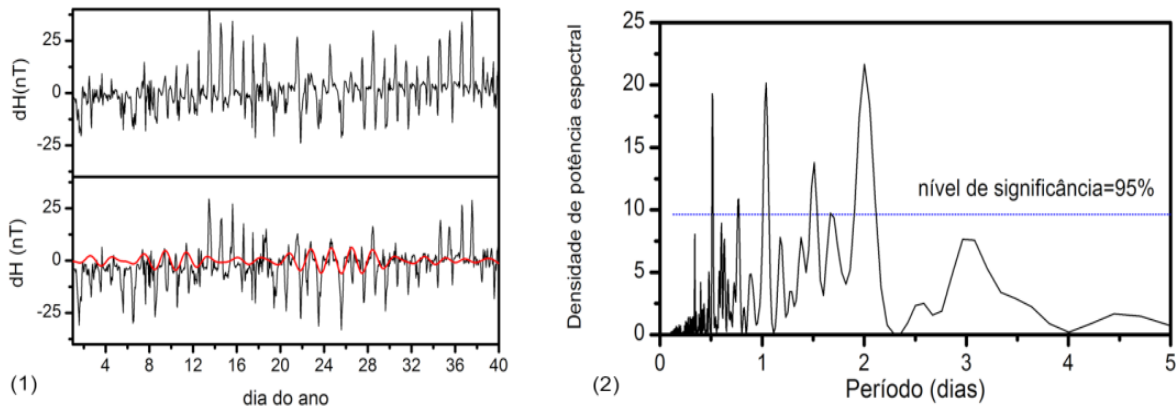 dH(nT)
25
0
-25
dH (nT)
25
0
-25
4 8 12 16 20 24 28 32 36 40
dia do ano
(1)
Densidade de potência espectral
25
20
15
10
5
0
nível de significância=95%
0 1 2 3 4 5
Período (dias)
(2)